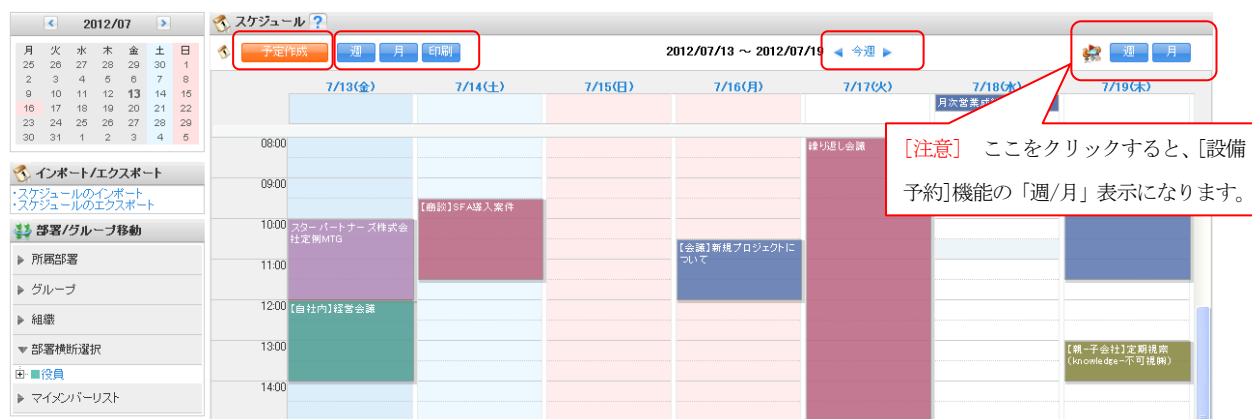 2012/07
月 火 水 木 金 土 日
25 26 27 28 29 30 1
2 3 4 5 6 7 8
9 10 11 12 13 14 15
16 17 18 19 20 21 22
23 24 25 26 27 28 29
30 31 1 2 3 4 5
インポート/エクスポート
・スケジュールのインポート
・スケジュールのエクスポート
部署/グループ移動
所属部署
グループ
組織
部署横断選択
役員
マイメンバーリスト
スケジュール ?
予定作成 週 月 印刷 2012/07/13 ～ 2012/07/19 今週 週 月
7/13(金) 7/14(土) 7/15(日) 7/16(月) 7/17(火) 7/18(水) 7/19(木)
月次営業成
[注意] ここをクリックすると、[設備
予約]機能の「週/月」表示になります。
08:00
繰り返し会議
09:00
【商談】SFA導入案件
10:00
スターパートナーズ株式会
社定例MTG
【会議】新規プロジェクトに
ついて
11:00
12:00
【自社内】経営会議
13:00
【親-子会社】定期視察
(knowledge-不可視瞬)
14:00